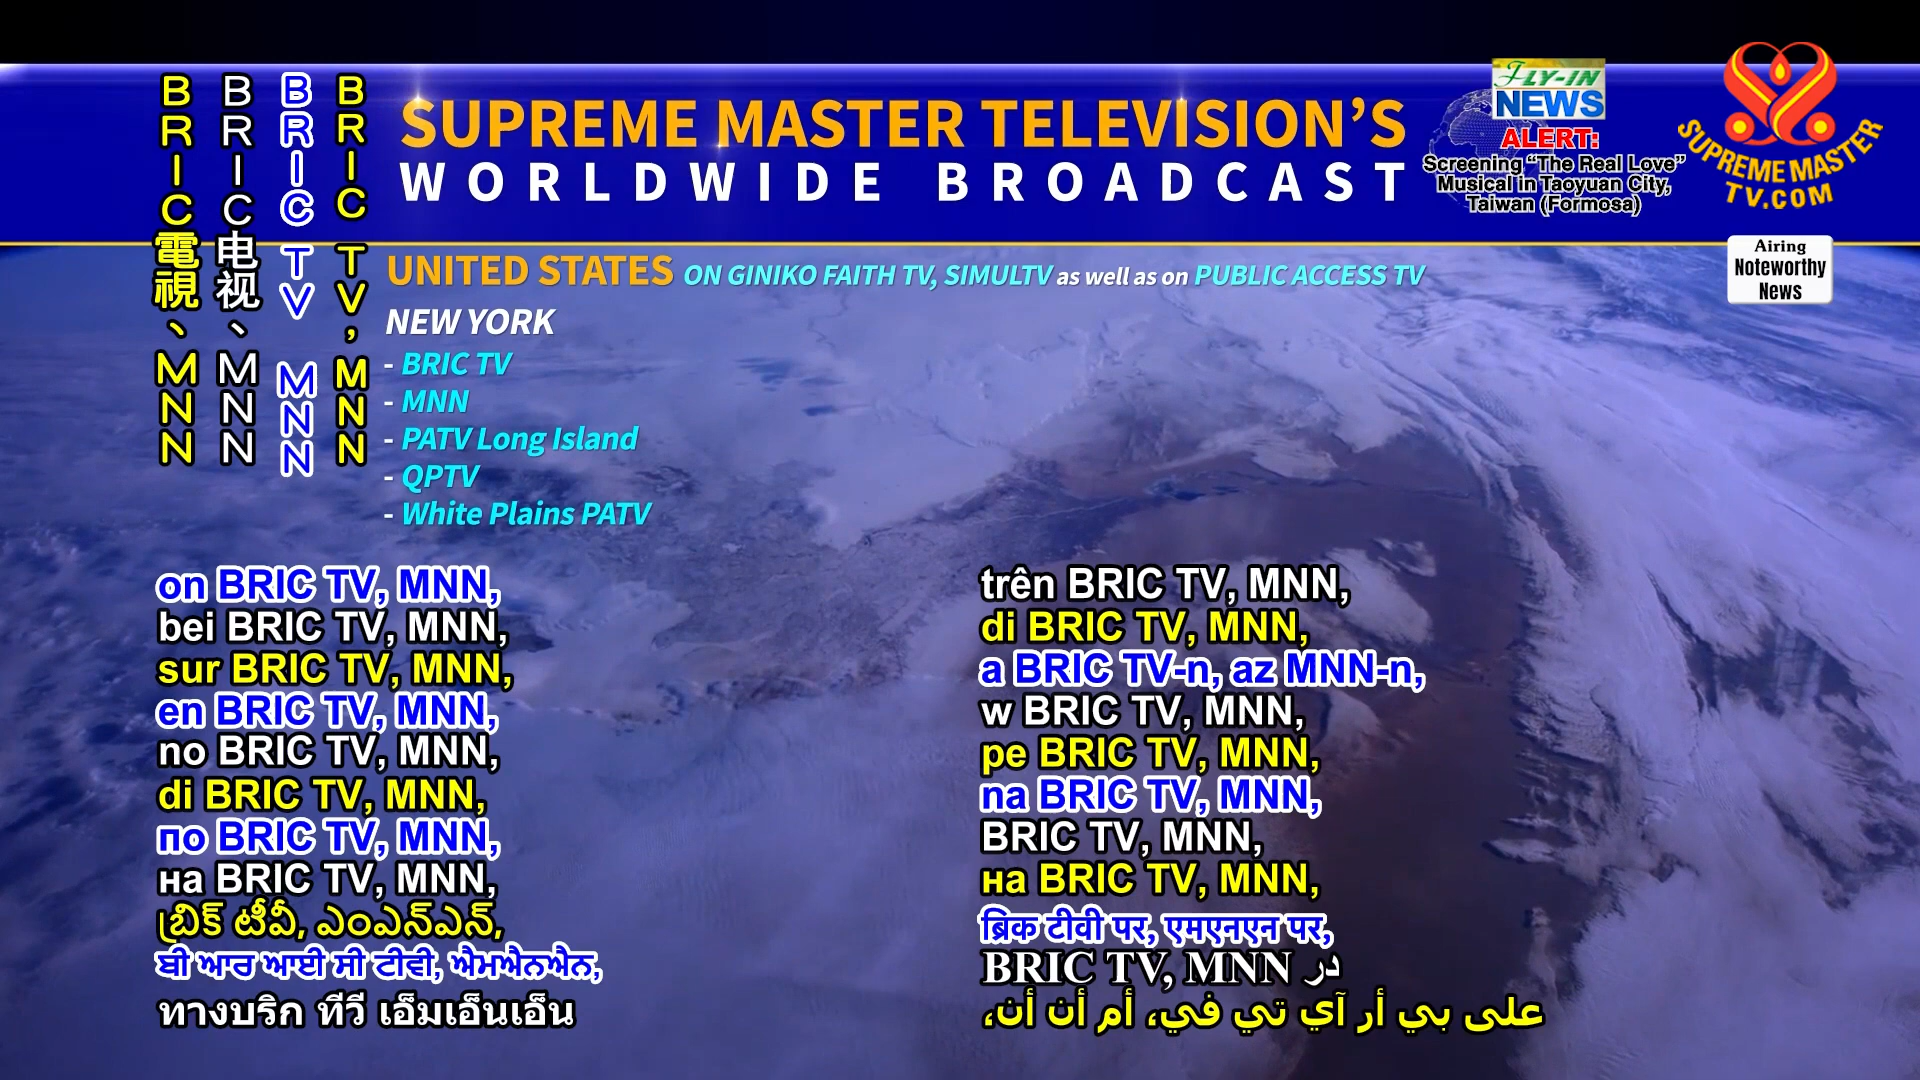 BRIC電視、MNN
BRIC电视、MNN
BRIC TV MNN
BRIC TV, MNN
SUPREME MASTER TELEVISION’S
WORLDWIDE BROADCAST
FLY-IN
NEWS
ALERT:
Screening “The Real Love”
Musical in Taoyuan City,
Taiwan (Formosa)
SUPREME MASTER
TV.COM
Airing
Noteworthy
News
UNITED STATES ON GINIKO FAITH TV, SIMULTV as well as on PUBLIC ACCESS TV
NEW YORK
- BRIC TV
- MNN
- PATV Long Island
- QPTV
- White Plains PATV
on BRIC TV, MNN,
bei BRIC TV, MNN,
sur BRIC TV, MNN,
en BRIC TV, MNN,
no BRIC TV, MNN,
di BRIC TV, MNN,
по BRIC TV, MNN,
на BRIC TV, MNN,
బ్రిక్ టీవీ, ఎంఎన్ఎన్,
ਬੀ ਆਰ ਆਈ ਸੀ ਟੀਵੀ, ਐਮਐਨਐਨ,
ทางบริก ทีวี เอ็มเอ็นเอ็น
trên BRIC TV, MNN,
di BRIC TV, MNN,
a BRIC TV-n, az MNN-n,
w BRIC TV, MNN,
pe BRIC TV, MNN,
na BRIC TV, MNN,
BRIC TV, MNN,
на BRIC TV, MNN,
ब्रिक टीवी पर, एमएनएन पर,
در BRIC TV, MNN
على بي أر آي تي في، أم أن أن،